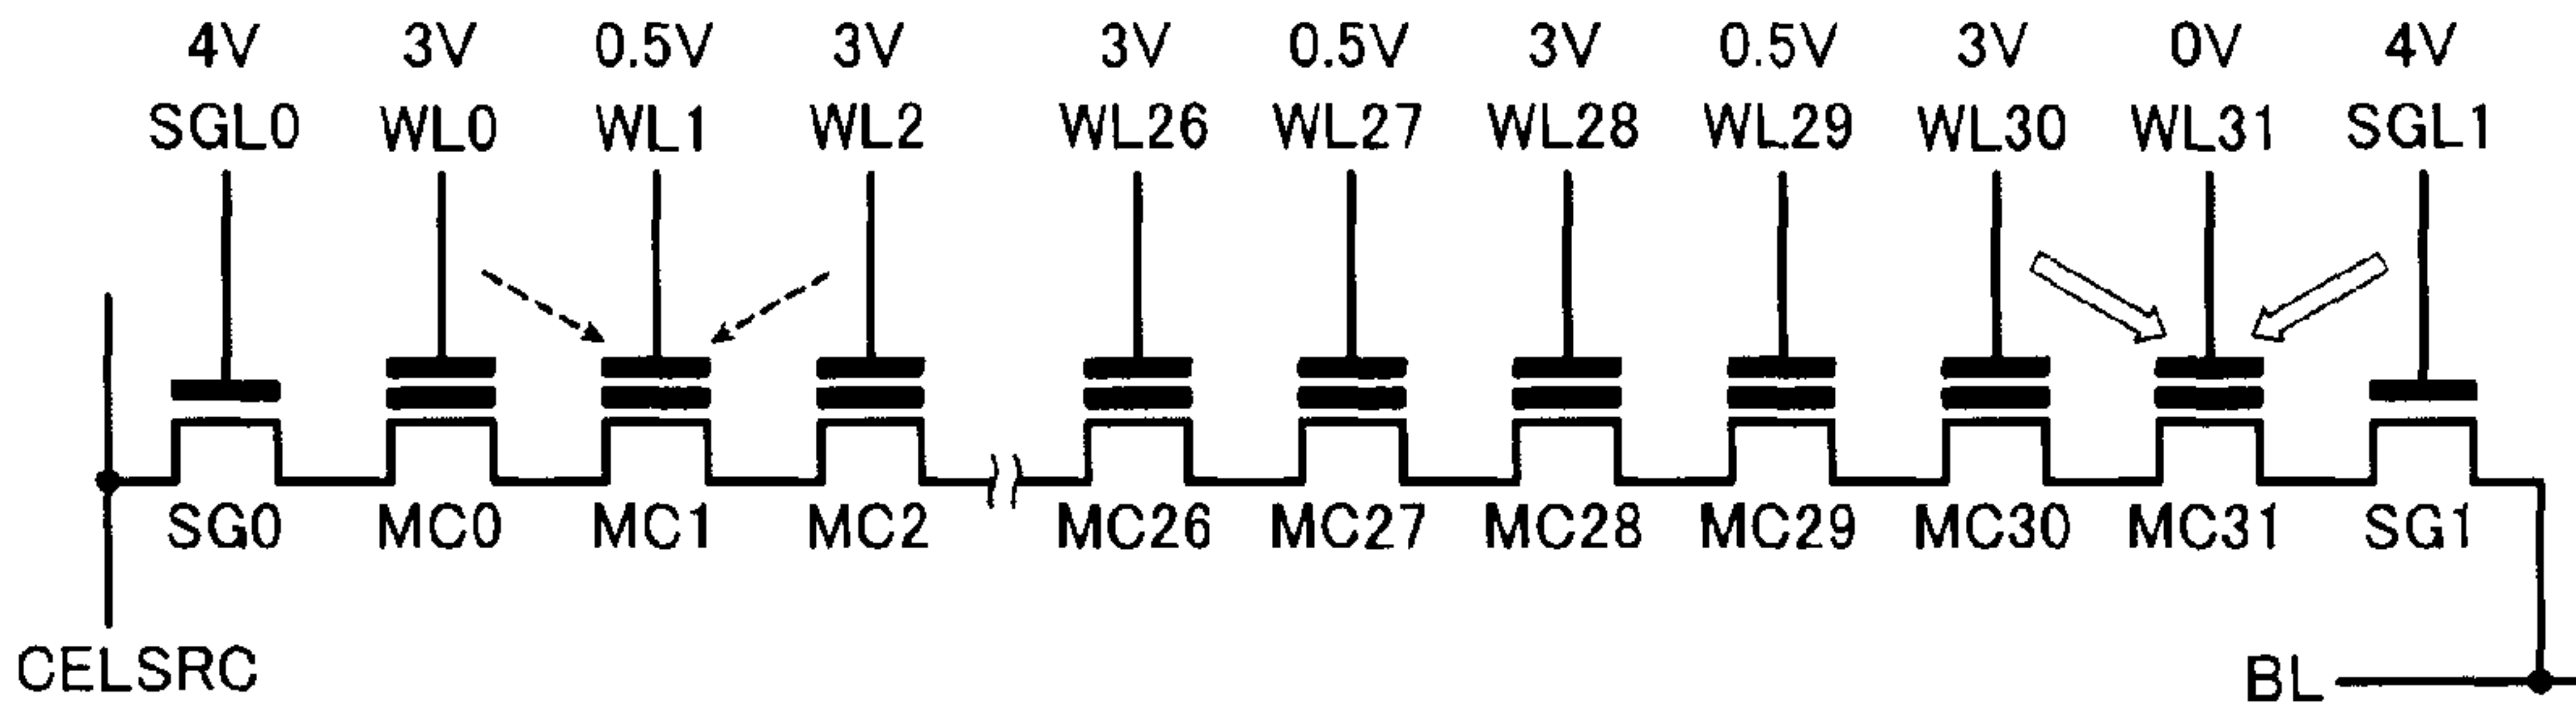 4V 3V 0.5V 3V 3V 0.5V 3V 0.5V 3V 0V 4V
SGL0 WL0 WL1 WL2 WL26 WL27 WL28 WL29 WL30 WL31 SGL1
SG0 MC0 MC1 MC2 MC26 MC27 MC28 MC29 MC30 MC31 SG1
CELSRC BL